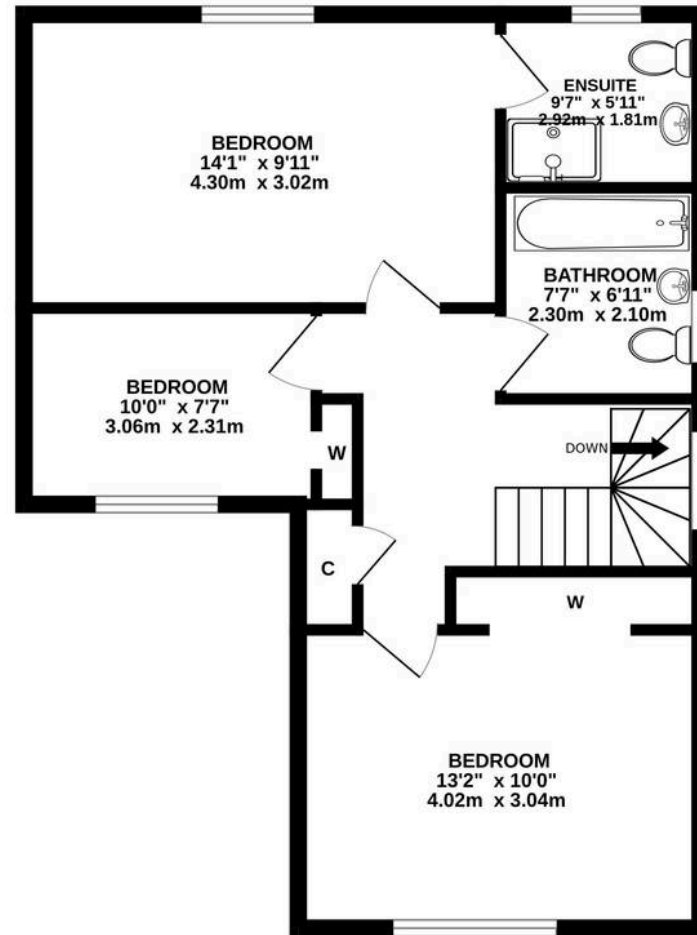 BEDROOM
14'1" x 9'11"
4.30m x 3.02m
ENSUITE
9'7" x 5'11"
2.92m x 1.81m
BATHROOM
7'7" x 6'11"
2.30m x 2.10m
BEDROOM
10'0" x 7'7"
3.06m x 2.31m
W
DOWN
C
W
BEDROOM
13'2" x 10'0"
4.02m x 3.04m